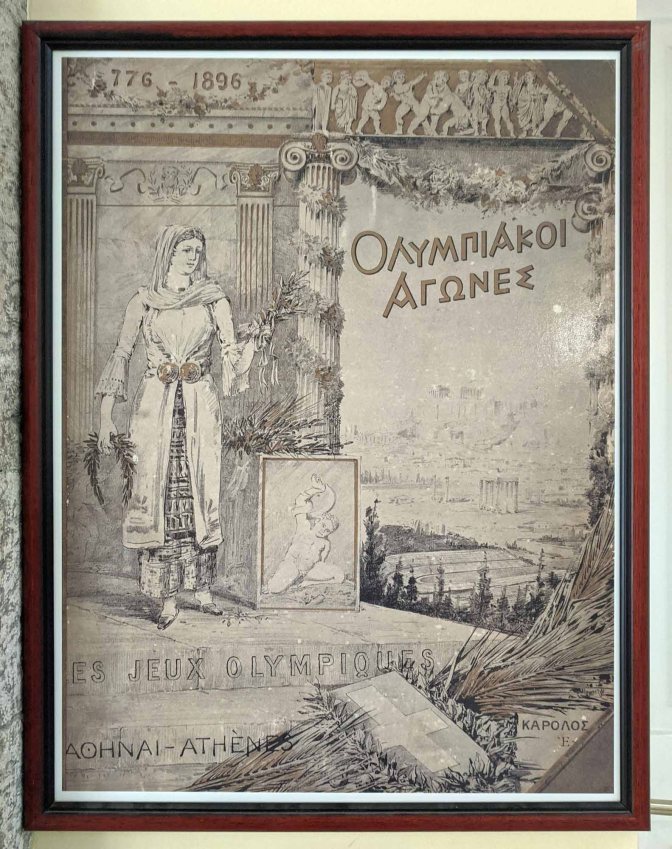 776 - 1896
ΟΛΥΜΠΙΑΚΟΙ
ΑΓΩΝΕΣ
ES JEUX OLYMPIQUES
ΑΘΗΝΑΙ-ATHÈNES
ΚΑΡΟΛΟΣ